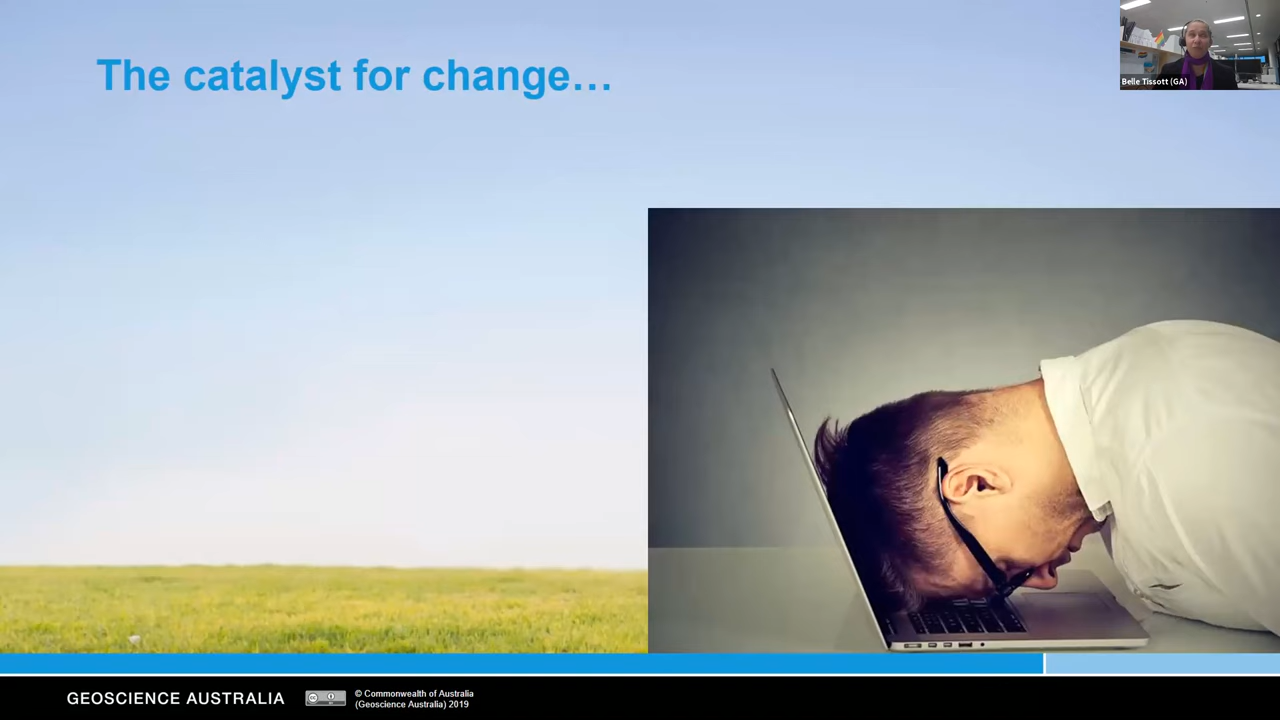 The catalyst for change…
Belle Tissott (GA)
GEOSCIENCE AUSTRALIA
© Commonwealth of Australia
(Geoscience Australia) 2019